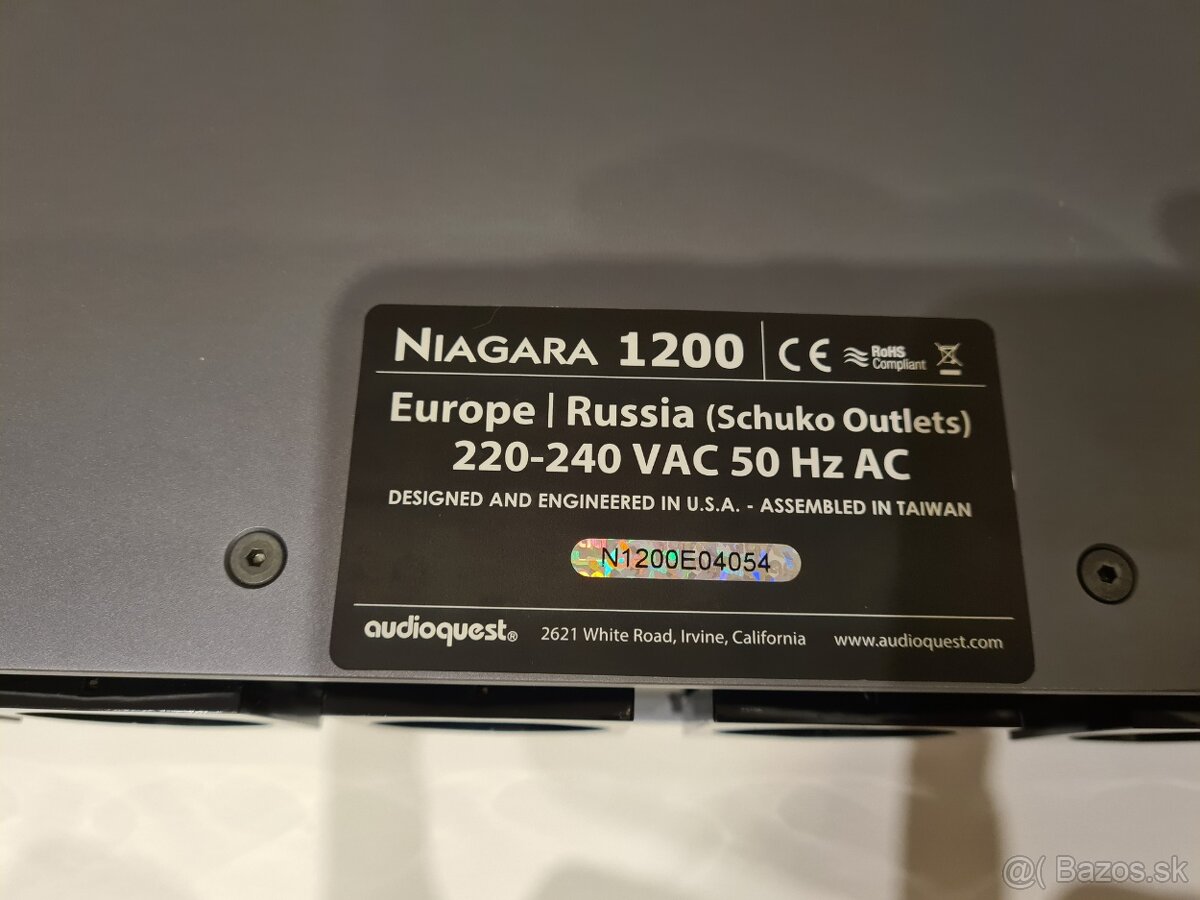 NIAGARA 1200 CE RoHS Compliant
Europe | Russia (Schuko Outlets)
220-240 VAC 50 Hz AC
DESIGNED AND ENGINEERED IN U.S.A. - ASSEMBLED IN TAIWAN
N1200E04054
audioquest® 2621 White Road, Irvine, California www.audioquest.com
@( Bazos.sk